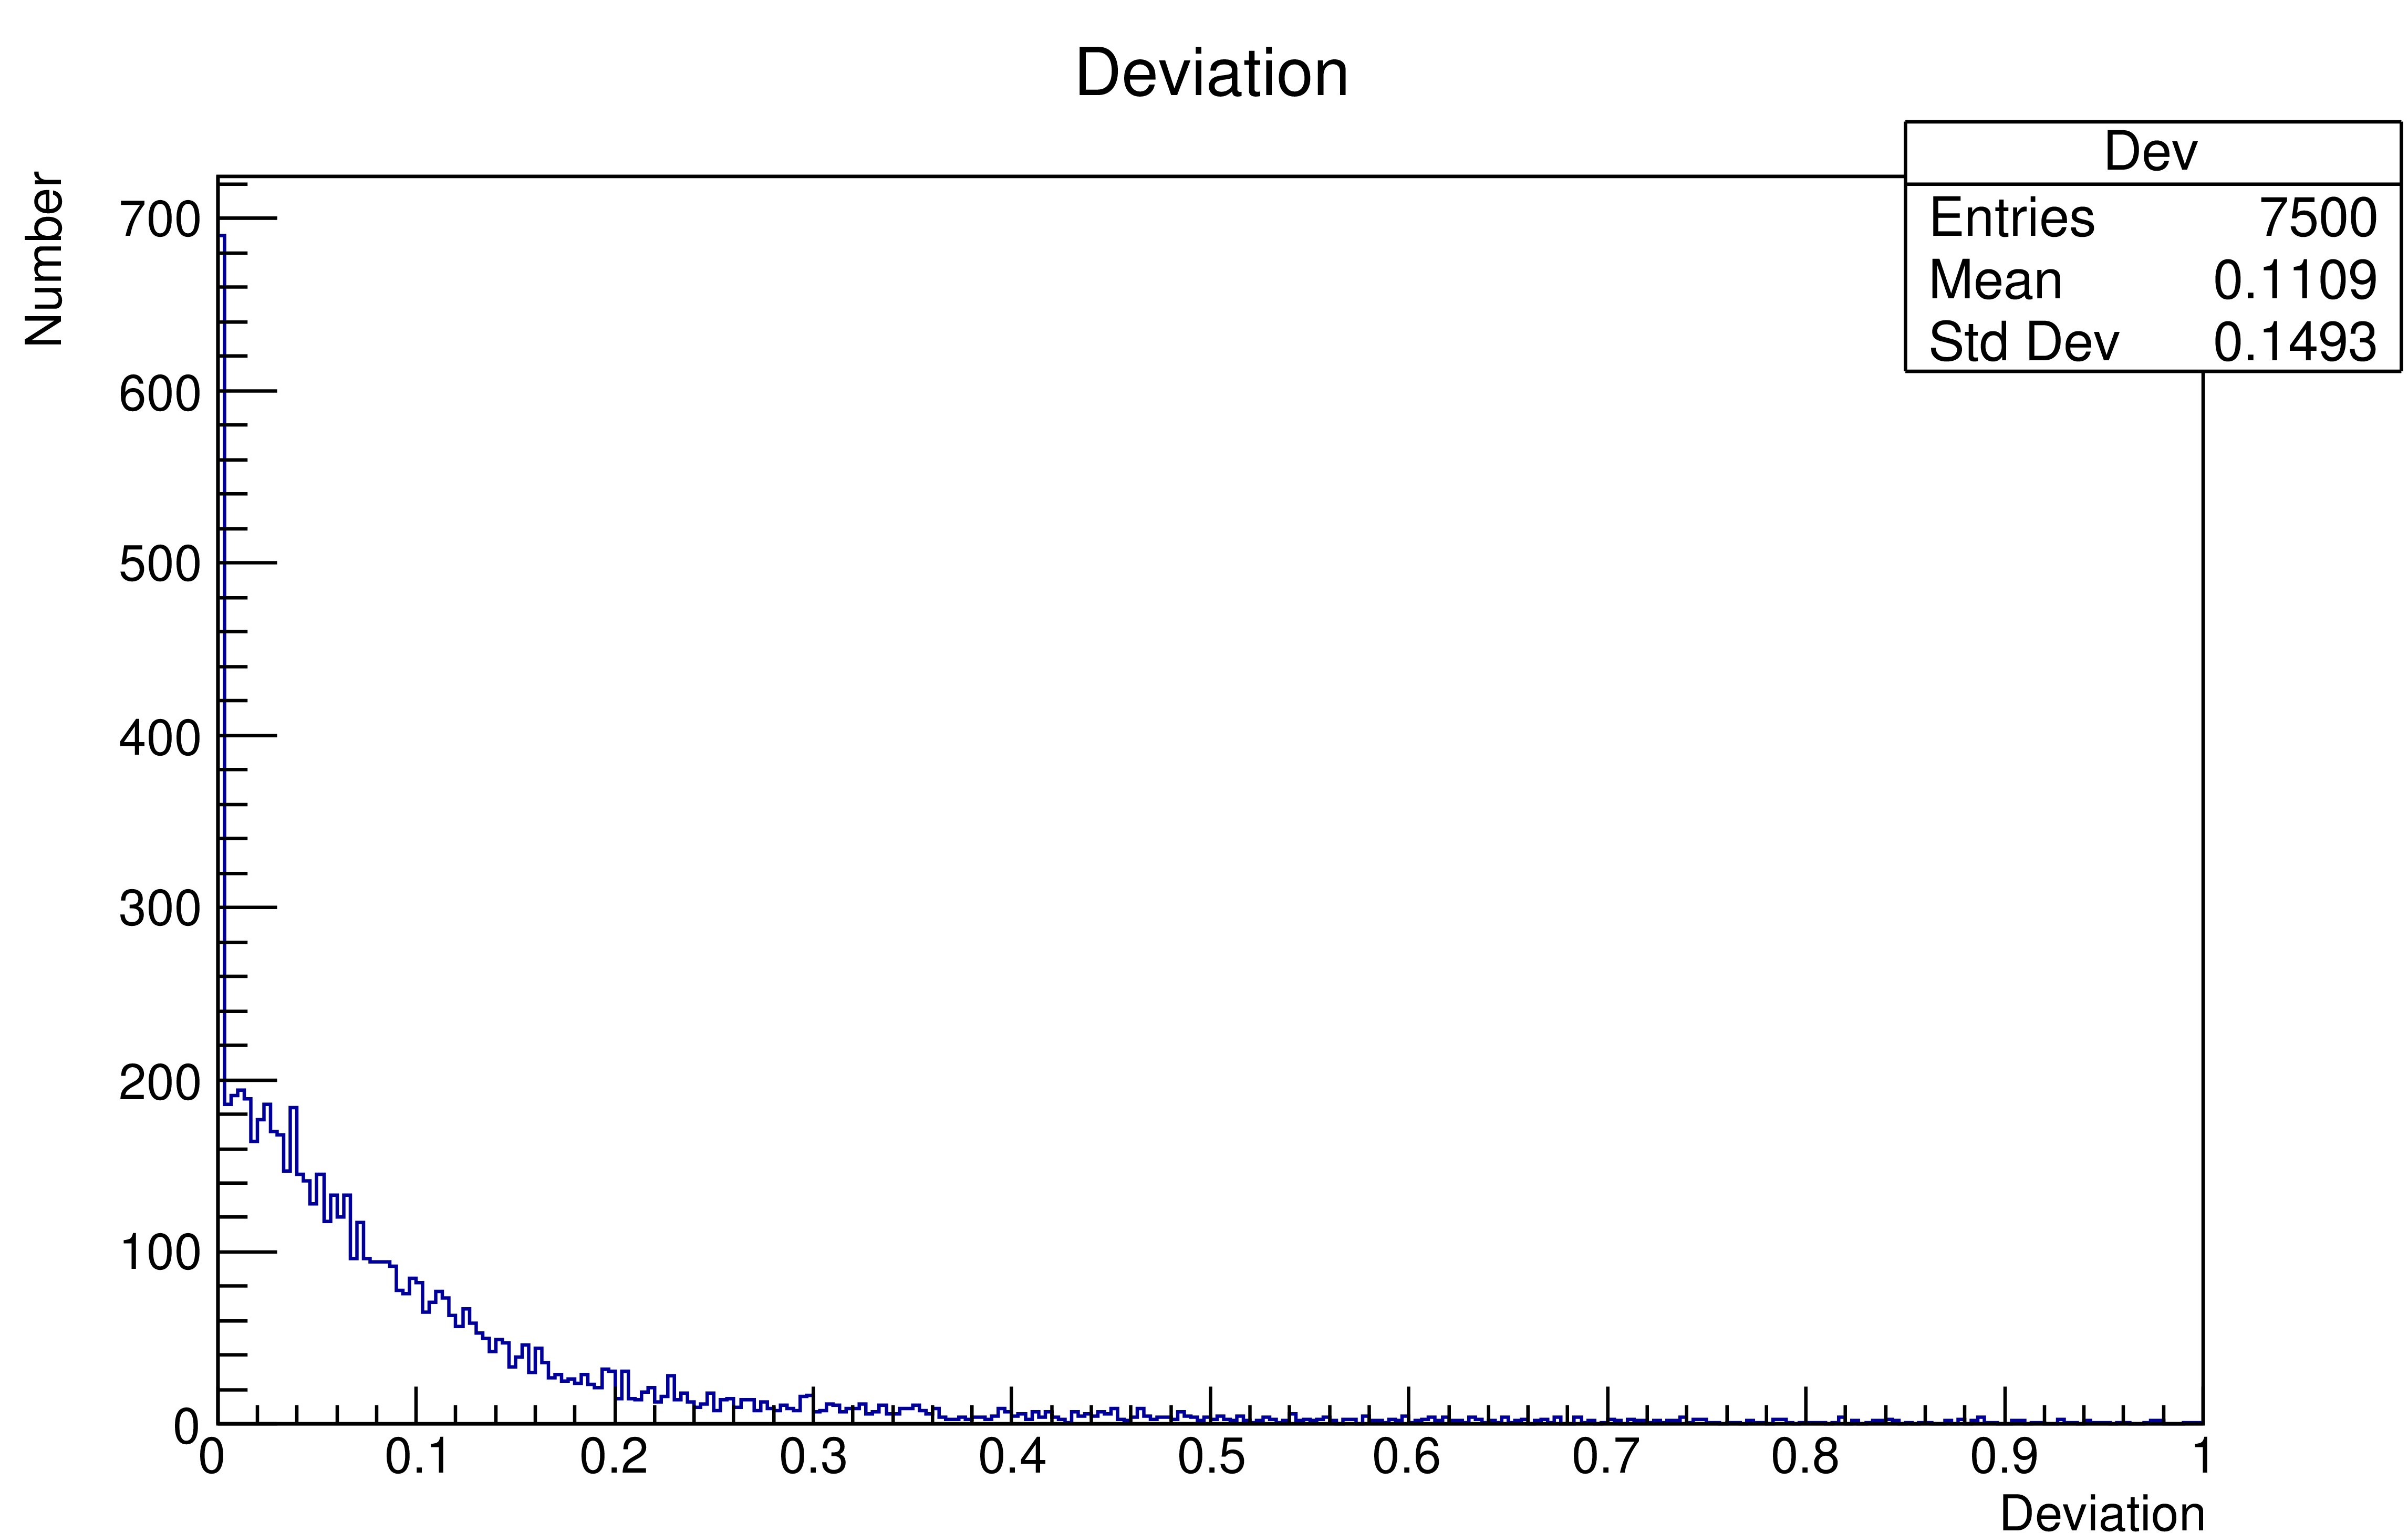 Deviation
Dev
Entries 7500
Mean 0.1109
Std Dev 0.1493
Number
700
600
500
400
300
200
100
0
0 0.1 0.2 0.3 0.4 0.5 0.6 0.7 0.8 0.9 1
Deviation